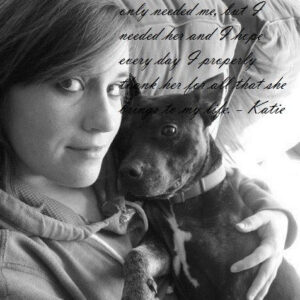 only needed me, but I
needed her and I hope
every day I properly
thank her for all that she
brings to my life. - Katie